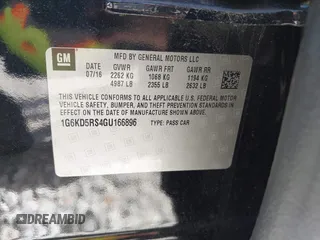 GM
MFD BY GENERAL MOTORS LLC
07/16 GVWR GAWR FRT GAWR RR
2262 KG 1068 KG 1194 KG
4987 LB 2355 LB 2632 LB
THIS VEHICLE CONFORMS TO ALL APPLICABLE U.S. FEDERAL MOTOR
VEHICLE SAFETY, BUMPER, AND THEFT PREVENTION STANDARDS
IN EFFECT ON THE DATE OF MANUFACTURE SHOWN ABOVE.
1G6KD5RS4GU166896 TYPE: PASS CAR
DREAMBID